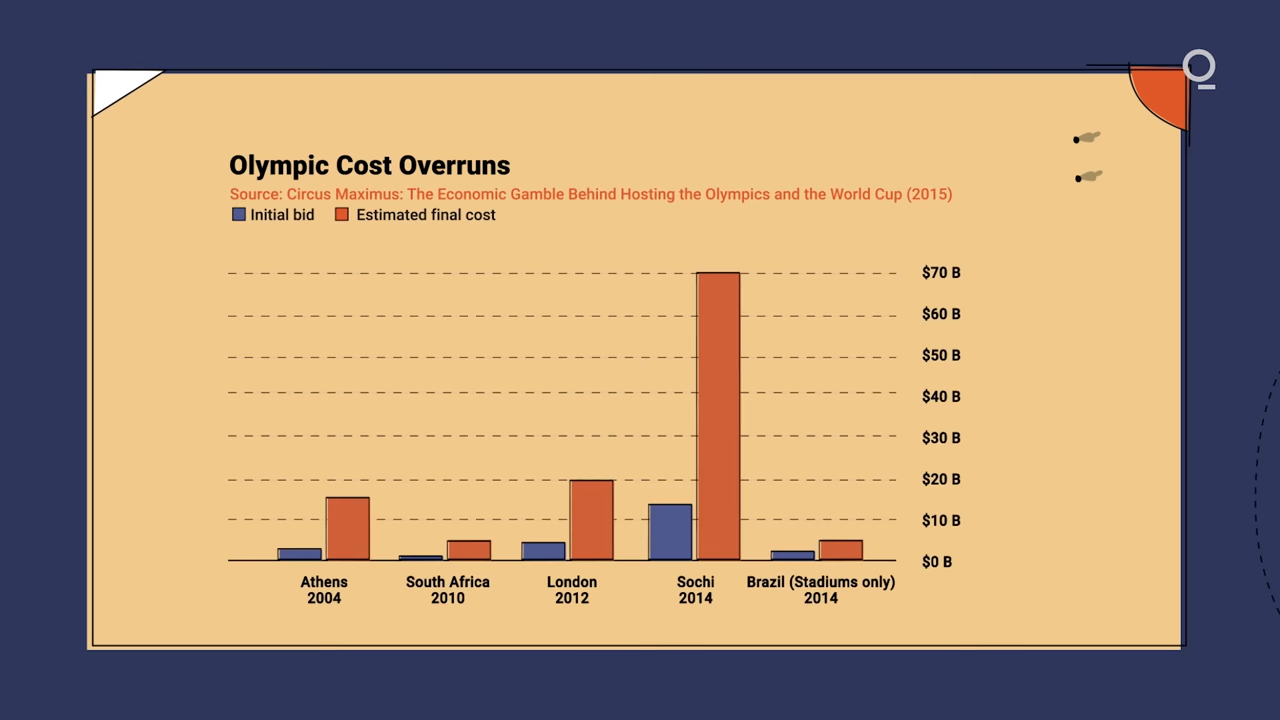 Olympic Cost Overruns
Source: Circus Maximus: The Economic Gamble Behind Hosting the Olympics and the World Cup (2015)
Initial bid Estimated final cost
$70 B
$60 B
$50 B
$40 B
$30 B
$20 B
$10 B
$0 B
Athens South Africa London Sochi Brazil (Stadiums only)
2004 2010 2012 2014 2014